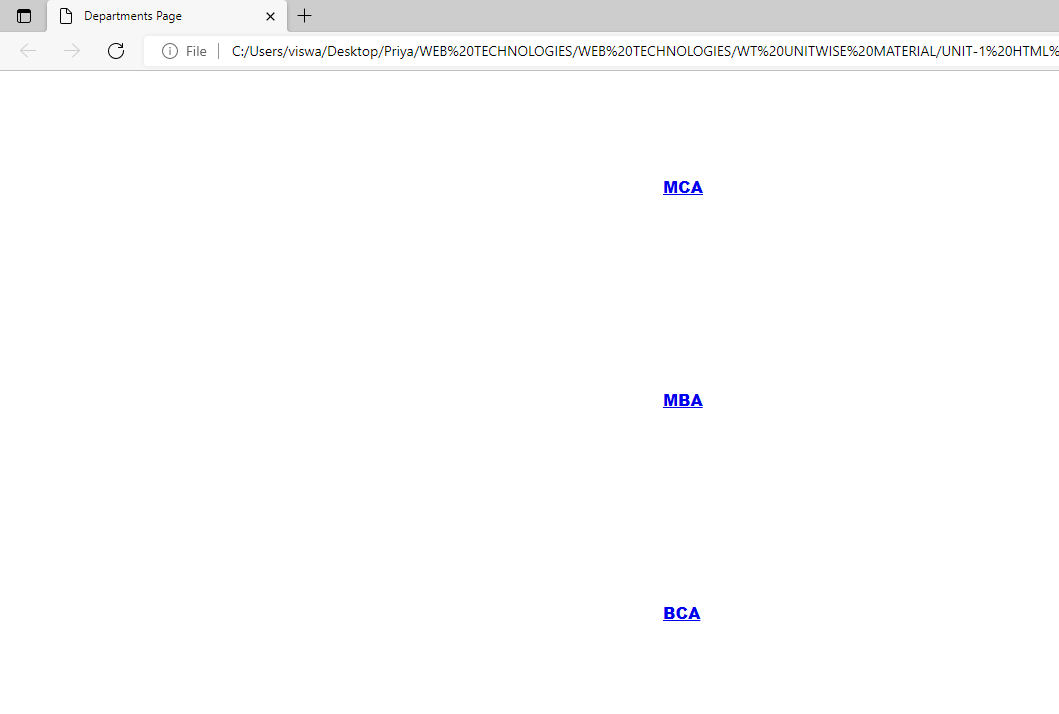 Departments Page
File C:/Users/viswa/Desktop/Priya/WEB%20TECHNOLOGIES/WEB%20TECHNOLOGIES/WT%20UNITWISE%20MATERIAL/UNIT-1%20HTML%
MCA
MBA
BCA